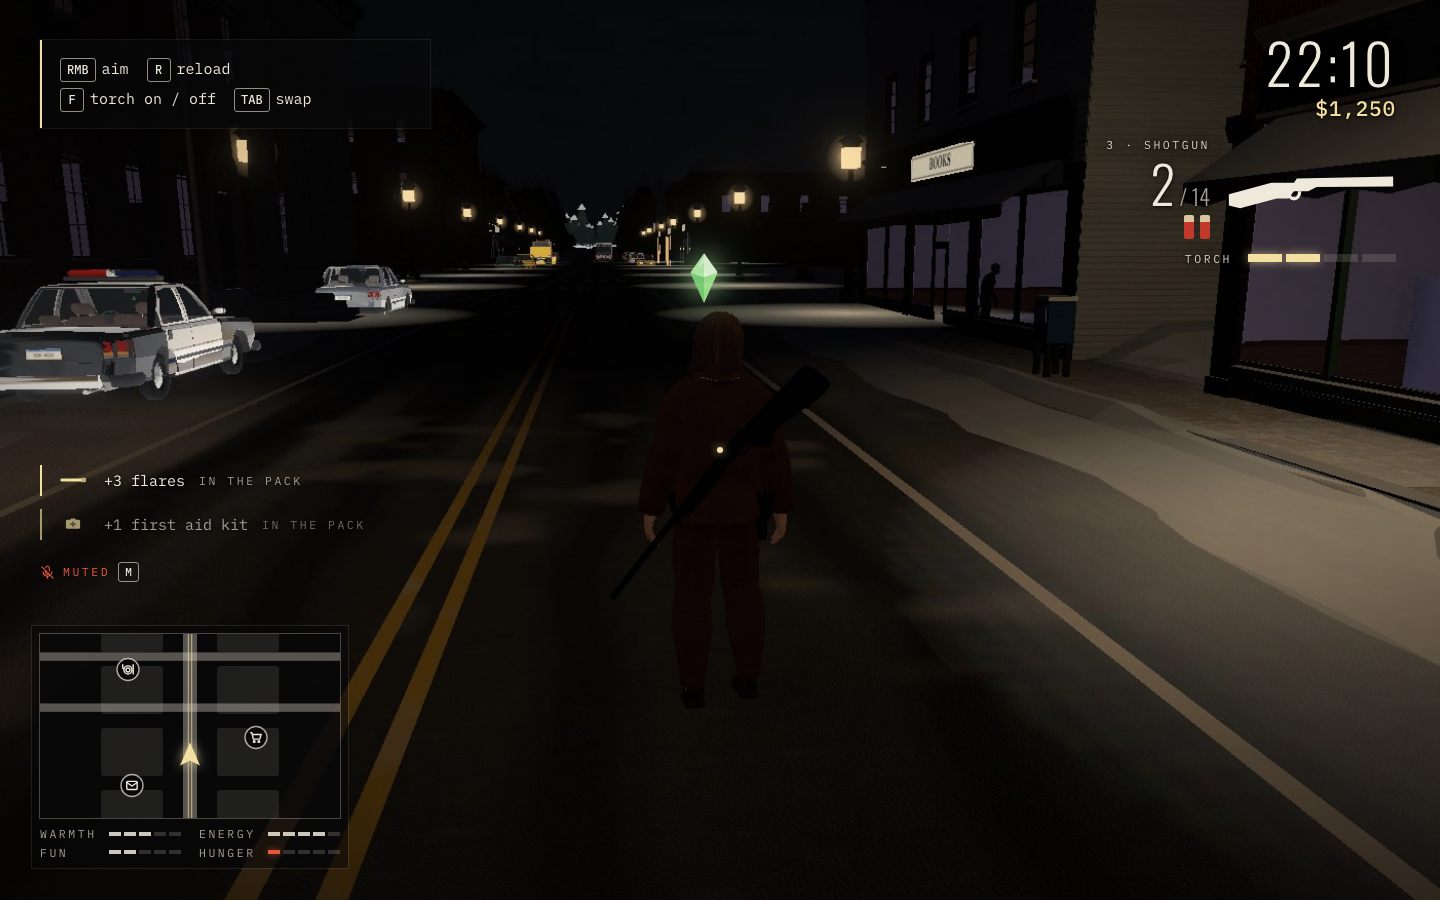 RMB aim R reload
F torch on / off TAB swap
22:10
$1,250
3 · SHOTGUN
2 / 14
TORCH
BOOKS
+3 flares IN THE PACK
+1 first aid kit IN THE PACK
MUTED M
WARMTH ENERGY
FUN HUNGER